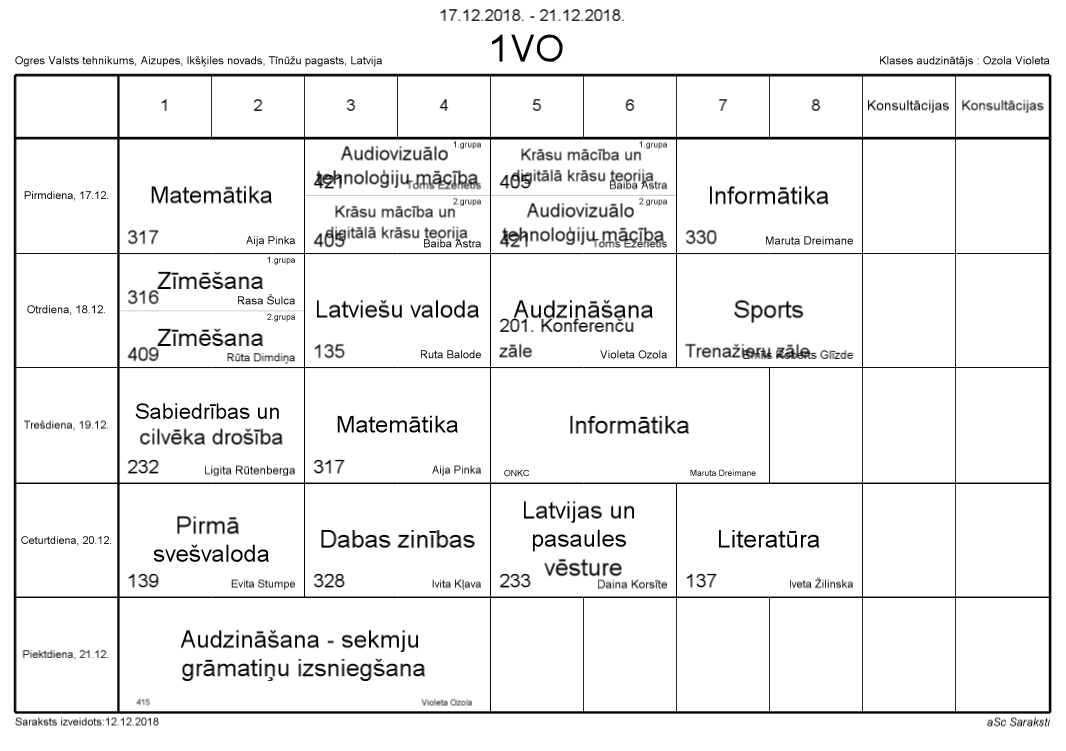 17.12.2018. - 21.12.2018.
1VO
Ogres Valsts tehnikums, Aizupes, Ikšķiles novads, Tīnūžu pagasts, Latvija
Klases audzinātājs : Ozola Violeta
1 2 3 4 5 6 7 8 Konsultācijas Konsultācijas
Pirmdiena, 17.12.
Matemātika
317 Aija Pinka
1.grupa
Audiovizuālo
tehnoloģiju mācība
421 Toms Ezerietis
2.grupa
Krāsu mācība un
digitālā krāsu teorija
405 Baiba Astra
1.grupa
Krāsu mācība un
digitālā krāsu teorija
405 Baiba Astra
2.grupa
Audiovizuālo
tehnoloģiju mācība
421 Toms Ezerietis
Informātika
330 Maruta Dreimane
Otrdiena, 18.12.
1.grupa
Zīmēšana
316 Rasa Šulca
2.grupa
Zīmēšana
409 Rūta Dimdiņa
Latviešu valoda
135 Ruta Balode
Audzināšana
201. Konferenču
zāle Violeta Ozola
Sports
Trenažieru zāle Emīls Roberts Glīzde
Trešdiena, 19.12.
Sabiedrības un
cilvēka drošība
232 Ligita Rūtenberga
Matemātika
317 Aija Pinka
Informātika
ONKC Maruta Dreimane
Ceturtdiena, 20.12.
Pirmā
svešvaloda
139 Evita Stumpe
Dabas zinības
328 Ivita Kļava
Latvijas un
pasaules
vēsture
233 Daina Korsīte
Literatūra
137 Iveta Žilinska
Piektdiena, 21.12.
Audzināšana - sekmju
grāmatiņu izsniegšana
415 Violeta Ozola
Saraksts izveidots:12.12.2018
aSc Saraksti